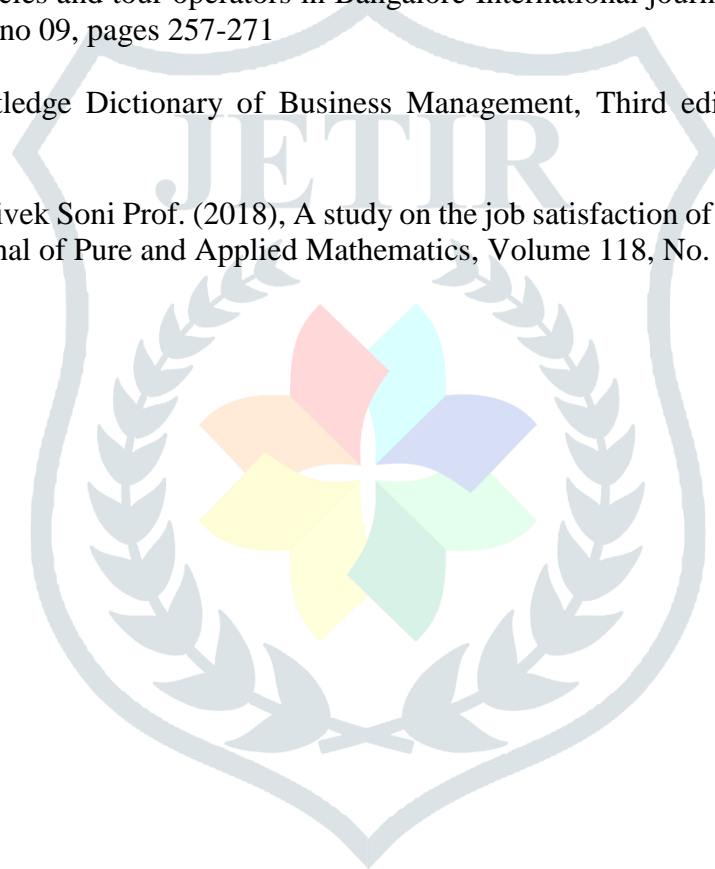 cies and tour operators in Bangalore International journ
no 09, pages 257-271
tledge Dictionary of Business Management, Third edi
JETIR
ivek Soni Prof. (2018), A study on the job satisfaction of
nal of Pure and Applied Mathematics, Volume 118, No.